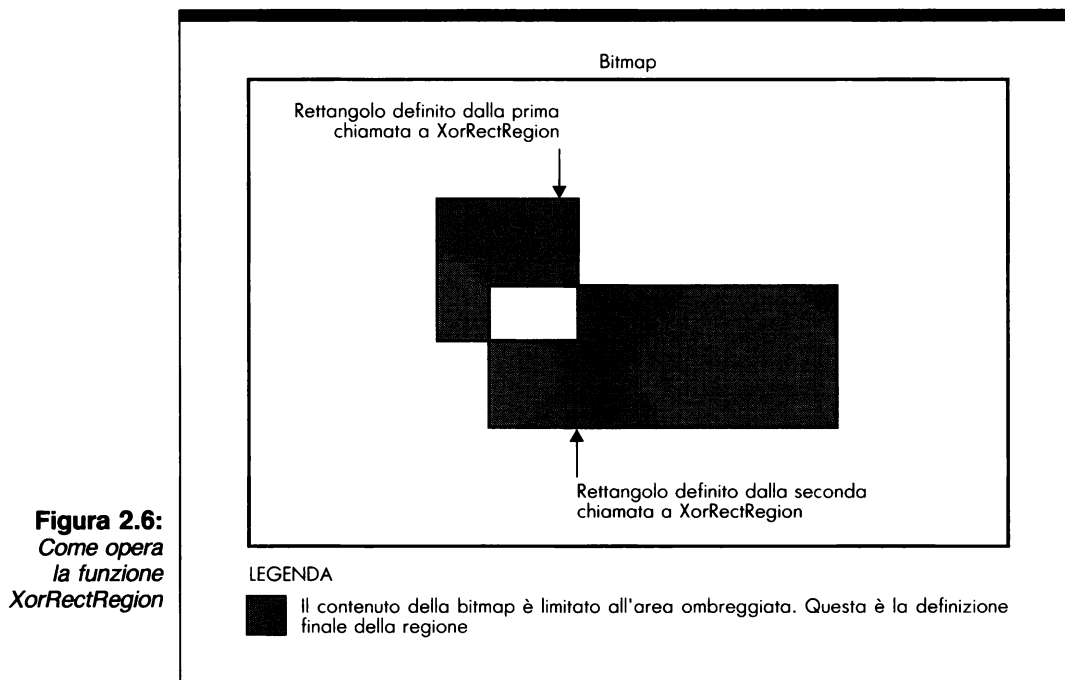 Bitmap
Rettangolo definito dalla prima
chiamata a XorRectRegion
Rettangolo definito dalla seconda
chiamata a XorRectRegion
Figura 2.6:
Come opera
la funzione
XorRectRegion
LEGENDA
Il contenuto della bitmap è limitato all'area ombreggiata. Questa è la definizione
finale della regione